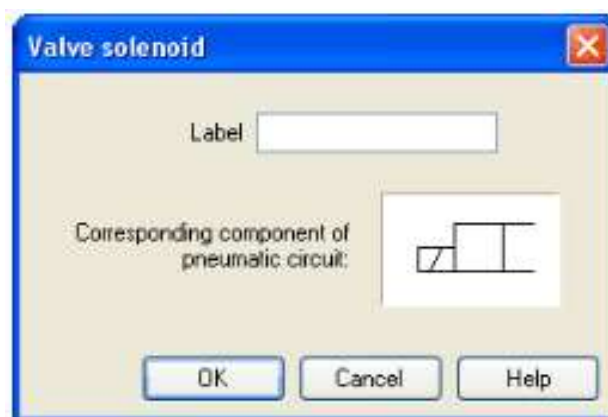 Valve solenoid
Label
Corresponding component of
pneumatic circuit:
OK Cancel Help